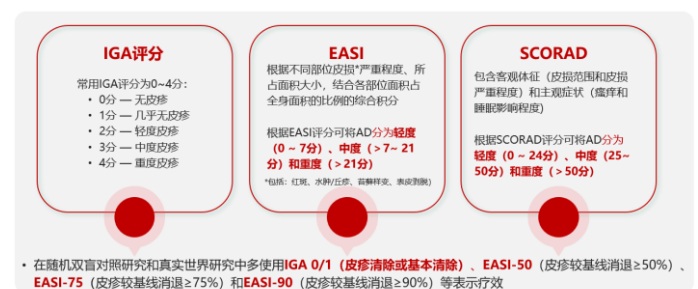 IGA评分
常用IGA评分为0~4分：
• 0分 — 无皮疹
• 1分 — 几乎无皮疹
• 2分 — 轻度皮疹
• 3分 — 中度皮疹
• 4分 — 重度皮疹
EASI
根据不同部位皮损*严重程度、所
占面积大小，结合各部位面积占
全身面积的比例的综合积分
根据EASI评分可将AD分为轻度
（0 ~ 7分）、中度（>7~ 21
分）和重度（>21分）
*包括：红斑、水肿/丘疹、苔藓样变、表皮剥脱)
SCORAD
包含客观体征（皮损范围和皮损
严重程度）和主观症状（瘙痒和
睡眠影响程度)
根据SCORAD评分可将AD分为
轻度（0 ~ 24分）、中度（25~
50分）和重度（>50分）
• 在随机双盲对照研究和真实世界研究中多使用IGA 0/1（皮疹清除或基本清除）、EASI-50（皮疹较基线消退≥50%）、
EASI-75（皮疹较基线消退≥75%）和EASI-90（皮疹较基线消退≥90%）等表示疗效